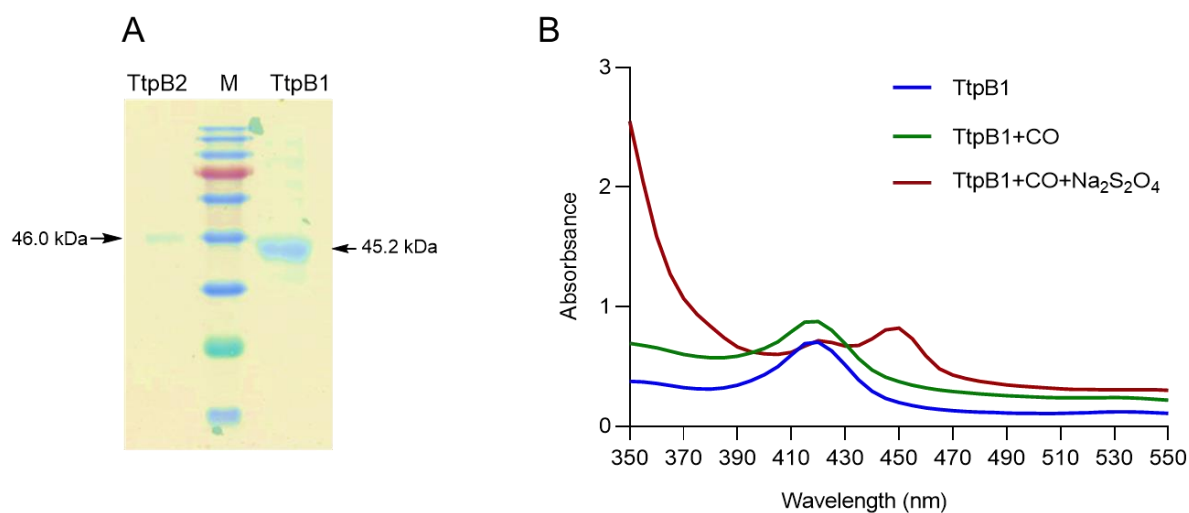 A
TtpB2 M TtpB1
46.0 kDa
45.2 kDa
B
3
2
1
0
Absorbsance
TtpB1
TtpB1+CO
TtpB1+CO+Na₂S₂O₄
350 370 390 410 430 450 470 490 510 530 550
Wavelength (nm)